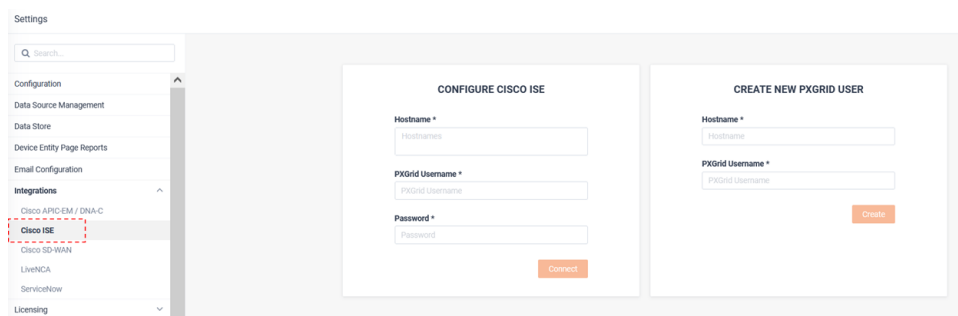 Settings
Search...
Configuration
Data Source Management
Data Store
Device Entity Page Reports
Email Configuration
Integrations
Cisco APIC-EM / DNA-C
Cisco ISE
Cisco SD-WAN
LiveNCA
ServiceNow
Licensing
CONFIGURE CISCO ISE
Hostname *
Hostnames
PXGrid Username *
PXGrid Username
Password *
Password
Connect
CREATE NEW PXGRID USER
Hostname *
Hostname
PXGrid Username *
PXGrid Username
Create